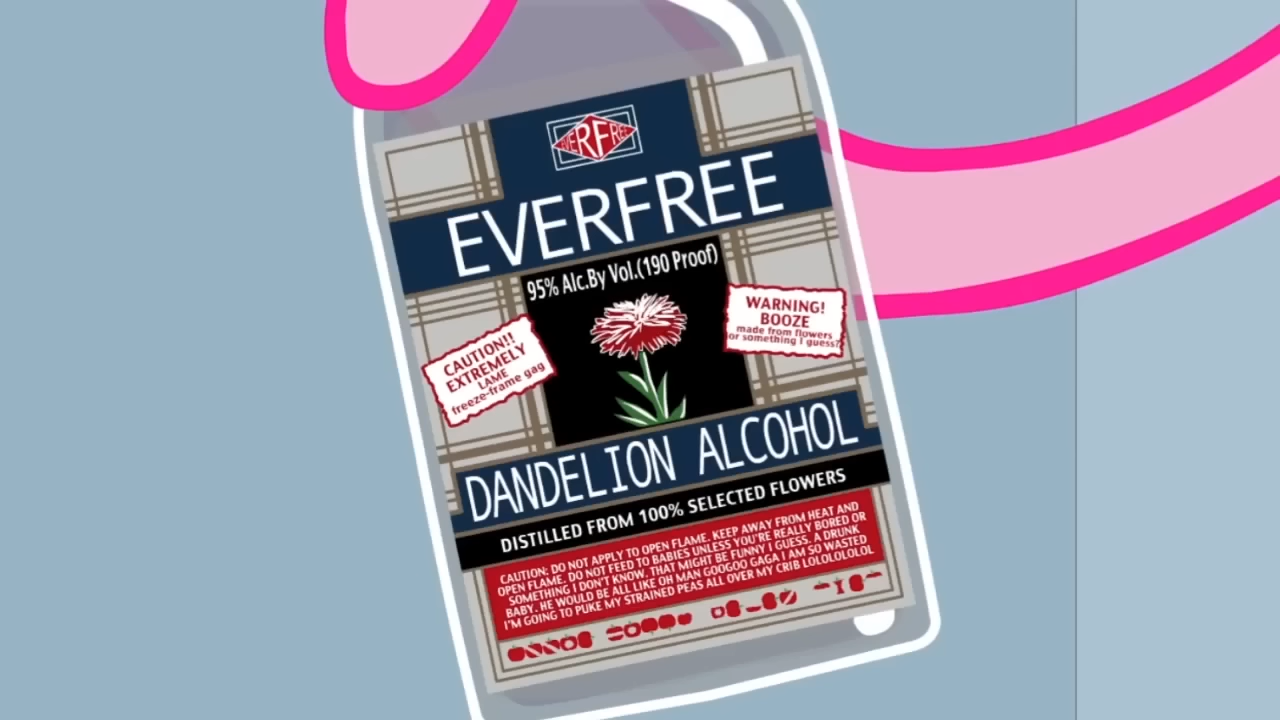 EVERFREE
EVERFREE
95% Alc.By Vol.(190 Proof)
CAUTION!!
EXTREMELY
LAME
freeze-frame gag
WARNING!
BOOZE
made from flowers
or something I guess?
DANDELION ALCOHOL
DISTILLED FROM 100% SELECTED FLOWERS
CAUTION: DO NOT APPLY TO OPEN FLAME. KEEP AWAY FROM HEAT AND
OPEN FLAME. DO NOT FEED TO BABIES UNLESS YOU'RE REALLY BORED OR
SOMETHING I DON'T KNOW. THAT MIGHT BE FUNNY I GUESS. A DRUNK
BABY. HE WOULD BE ALL LIKE OH MAN GOOGOO GAGA I AM SO WASTED
I'M GOING TO PUKE MY STRAINED PEAS ALL OVER MY CRIB LOLOLOLOLOL